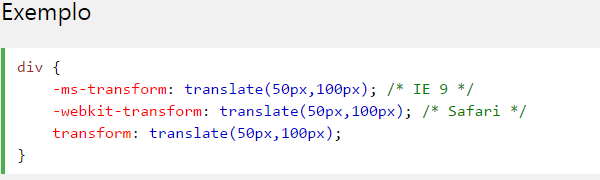 Exemplo
div {
    -ms-transform: translate(50px,100px); /* IE 9 */
    -webkit-transform: translate(50px,100px); /* Safari */
    transform: translate(50px,100px);
}